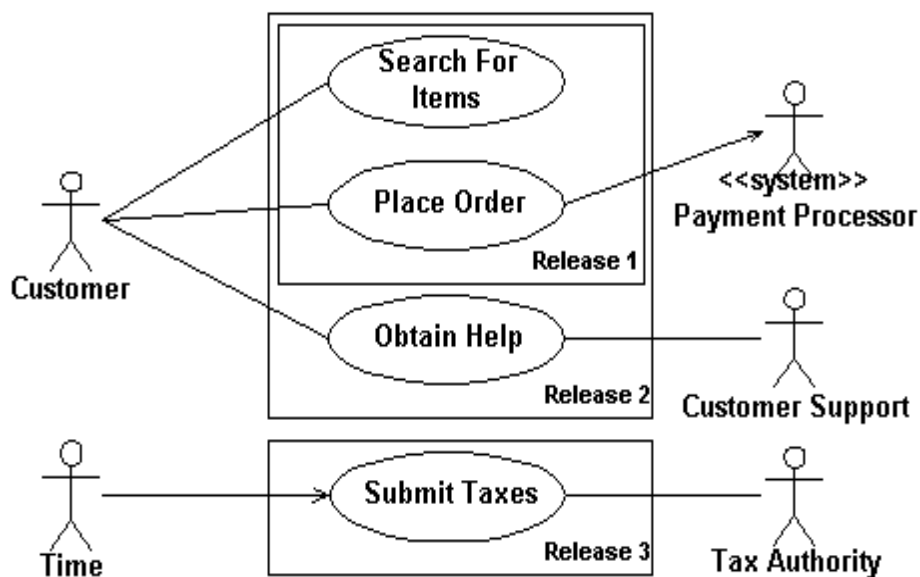 Search For
Items
Place Order
<<system>>
Payment Processor
Release 1
Customer
Obtain Help
Release 2
Customer Support
Submit Taxes
Release 3
Time
Tax Authority